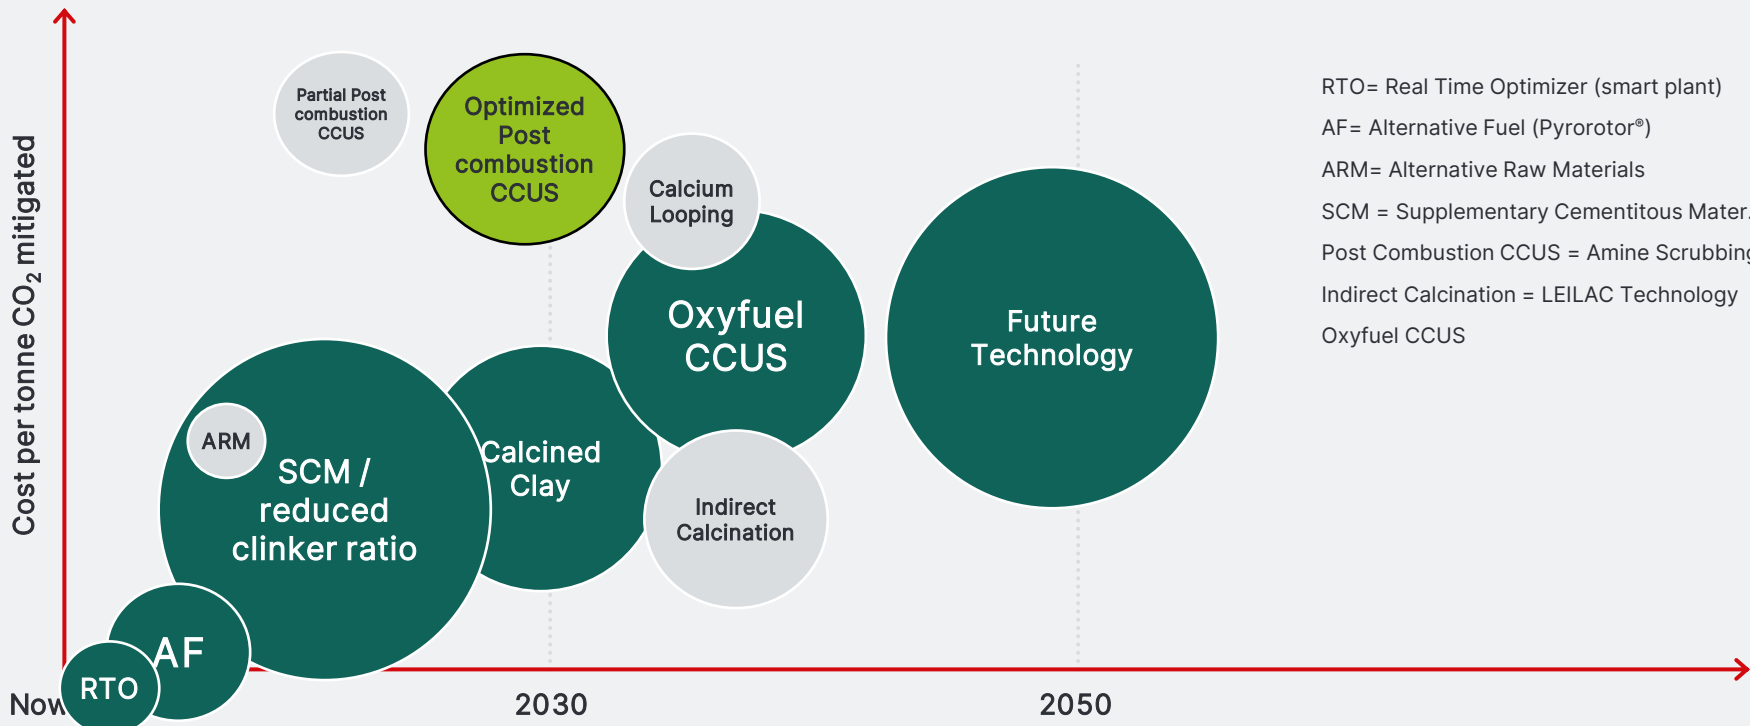 Cost per tonne CO₂ mitigated
Partial Post
combustion
CCUS
Optimized
Post
combustion
CCUS
Calcium
Looping
Oxyfuel
CCUS
Future
Technology
ARM
SCM /
reduced
clinker ratio
Calcined
Clay
Indirect
Calcination
AF
RTO
Now
2030
2050
RTO= Real Time Optimizer (smart plant)
AF= Alternative Fuel (Pyrorotor®)
ARM= Alternative Raw Materials
SCM = Supplementary Cementitous Mater.
Post Combustion CCUS = Amine Scrubbing
Indirect Calcination = LEILAC Technology
Oxyfuel CCUS